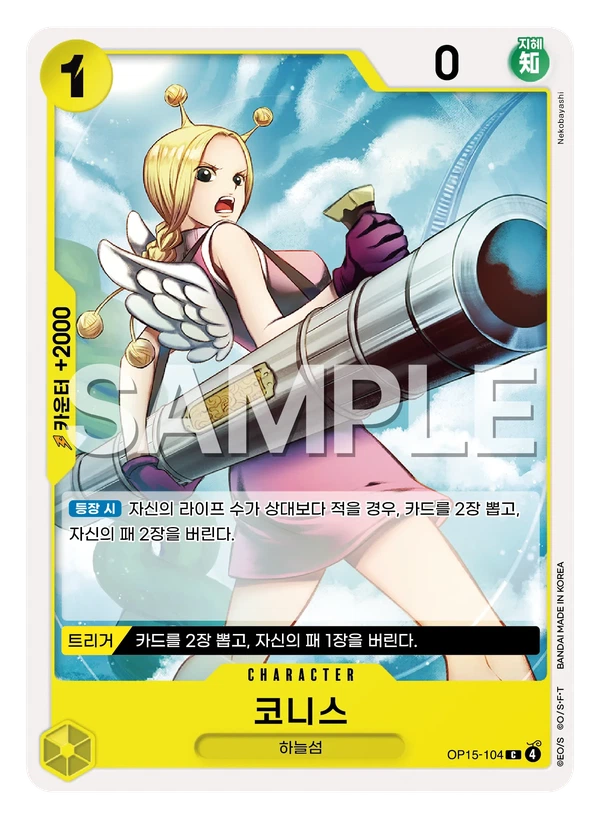 1
0
지혜
知
Nekobayashi
카운터 +2000
SAMPLE
등장 시 자신의 라이프 수가 상대보다 적을 경우, 카드를 2장 뽑고,
자신의 패 2장을 버린다.
트리거 카드를 2장 뽑고, 자신의 패 1장을 버린다.
CHARACTER
코니스
하늘섬
OP15-104 C 4
©EO/S ©O/S·F·T BANDAI MADE IN KOREA